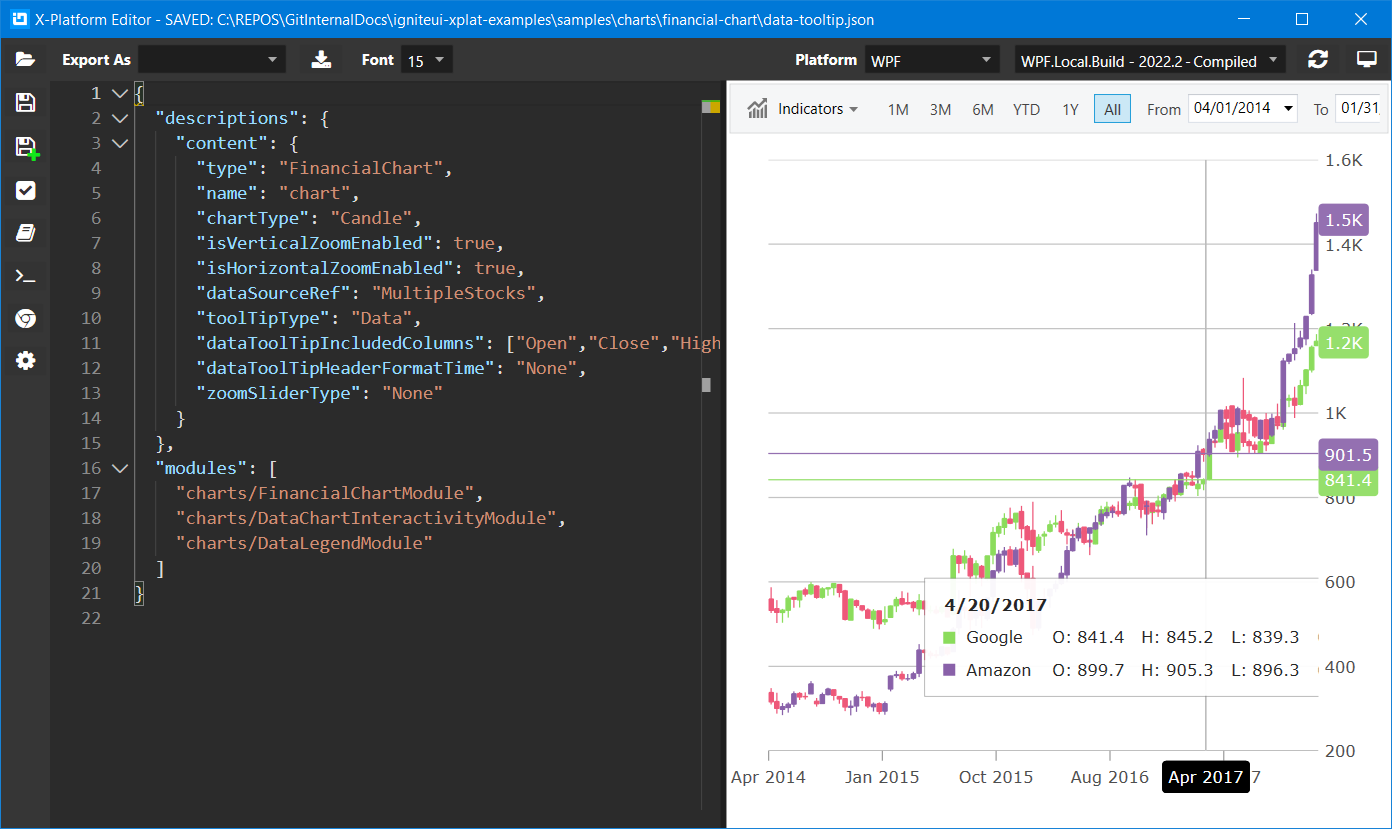 X-Platform Editor - SAVED: C:\REPOS\GitInternalDocs\igniteui-xplat-examples\samples\charts\financial-chart\data-tooltip.json
Export As Font 15 Platform WPF WPF.Local.Build - 2022.2 - Compiled
1 {
2 "descriptions": {
3 "content": {
4 "type": "FinancialChart",
5 "name": "chart",
6 "chartType": "Candle",
7 "isVerticalZoomEnabled": true,
8 "isHorizontalZoomEnabled": true,
9 "dataSourceRef": "MultipleStocks",
10 "toolTipType": "Data",
11 "dataToolTipIncludedColumns": ["Open","Close","High
12 "dataToolTipHeaderFormatTime": "None",
13 "zoomSliderType": "None"
14 }
15 },
16 "modules": [
17 "charts/FinancialChartModule",
18 "charts/DataChartInteractivityModule",
19 "charts/DataLegendModule"
20 ]
21 }
22
Indicators 1M 3M 6M YTD 1Y All From 04/01/2014 To 01/31
1.6K
1.5K
1.4K
1.2K
1K
901.5
841.4
800
600
400
200
4/20/2017
Google O: 841.4 H: 845.2 L: 839.3
Amazon O: 899.7 H: 905.3 L: 896.3
Apr 2014 Jan 2015 Oct 2015 Aug 2016 Apr 2017 7